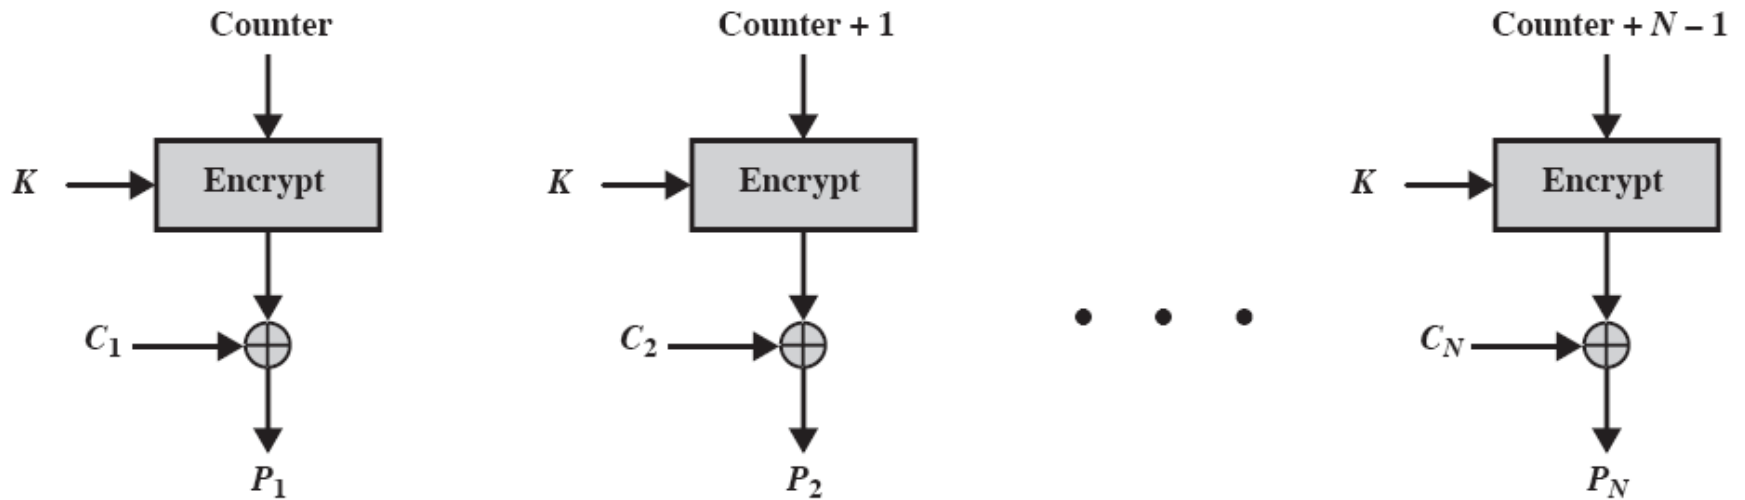 Counter Counter + 1 Counter + N – 1
K Encrypt K Encrypt K Encrypt
C1 C2 CN
P1 P2 PN